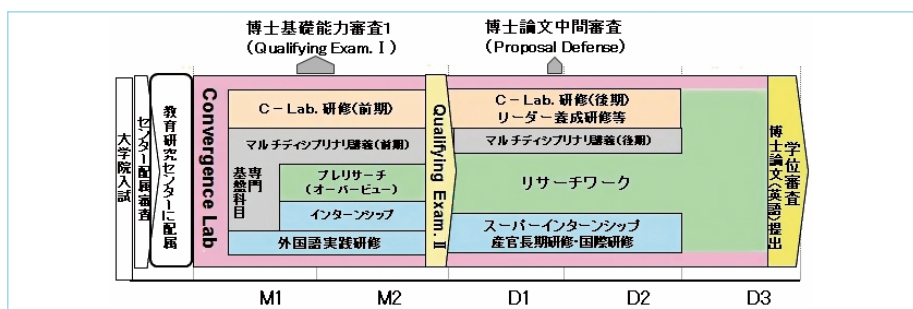 博士基礎能力審査1
(Qualifying Exam. Ⅰ)
博士論文中間審査
(Proposal Defense)
大学院入試
センター配属審査
教育研究センターに配属
Convergence Lab
C-Lab. 研修(前期)
マルチディシプリナリ講義(前期)
専門
基盤科目
プレリサーチ
(オーバービュー)
インターンシップ
外国語実践研修
Qualifying Exam. Ⅱ
C-Lab. 研修(後期)
リーダー養成研修等
マルチディシプリナリ講義(後期)
リサーチワーク
スーパーインターンシップ
産官長期研修・国際研修
学位審査
博士論文(英語)提出
M1
M2
D1
D2
D3